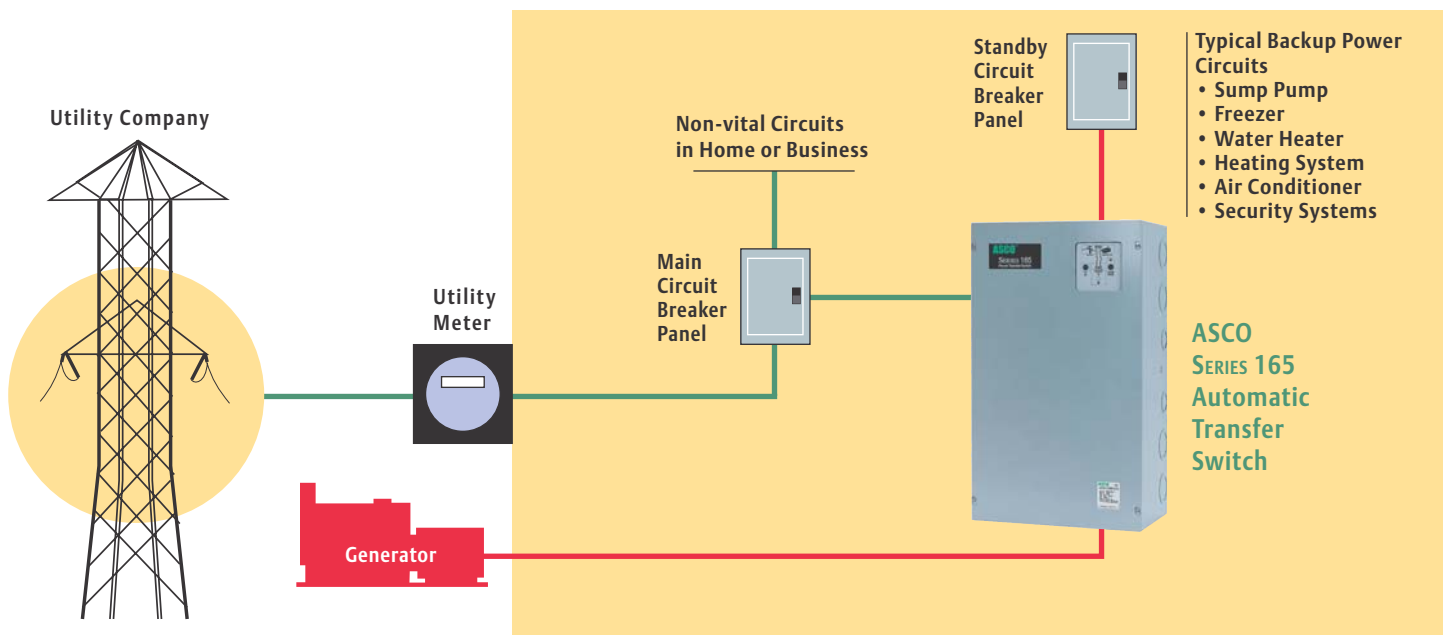 Utility Company
Utility
Meter
Generator
Non-vital Circuits
in Home or Business
Main
Circuit
Breaker
Panel
Standby
Circuit
Breaker
Panel
Typical Backup Power
Circuits
• Sump Pump
• Freezer
• Water Heater
• Heating System
• Air Conditioner
• Security Systems
ASCO
SERIES 165
ASCO
SERIES 165
Automatic
Transfer
Switch
ASCO